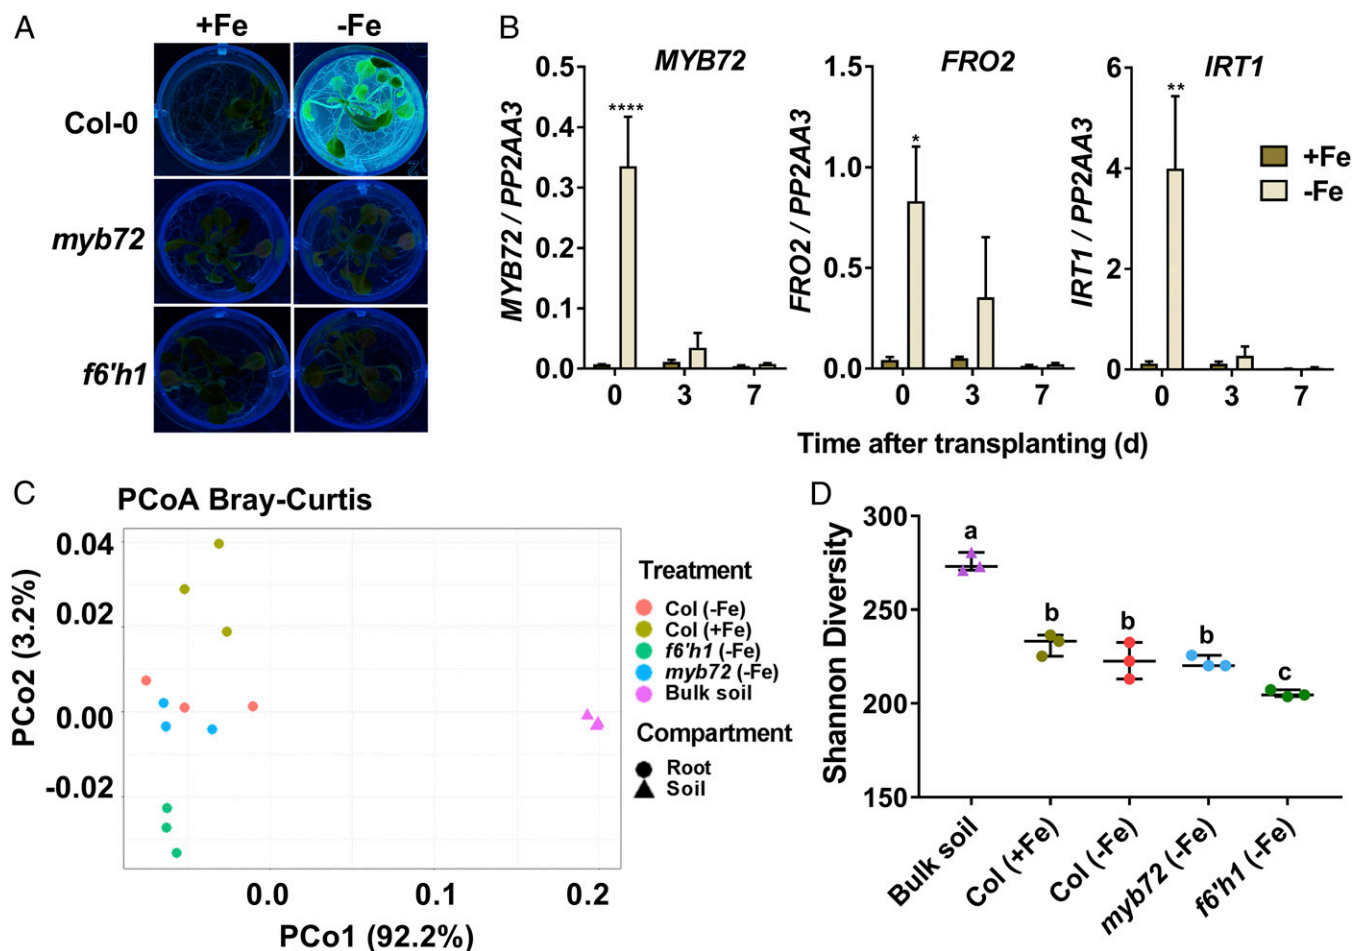 A
+Fe
-Fe
Col-0
myb72
f6'h1
B
MYB72
MYB72 / PP2AA3
0.5
0.4
0.3
0.2
0.1
0.0
****
0
3
7
FRO2
FRO2 / PP2AA3
1.5
1.0
0.5
0.0
*
0
3
7
IRT1
IRT1 / PP2AA3
6
4
2
0
**
0
3
7
+Fe
-Fe
Time after transplanting (d)
C
PCoA Bray-Curtis
PCo2 (3.2%)
0.04
0.02
0.00
-0.02
0.0
0.1
0.2
PCo1 (92.2%)
Treatment
Col (-Fe)
Col (+Fe)
f6'h1 (-Fe)
myb72 (-Fe)
Bulk soil
Compartment
Root
Soil
D
Shannon Diversity
300
250
200
150
a
b
b
b
c
Bulk soil
Col (+Fe)
Col (-Fe)
myb72 (-Fe)
f6'h1 (-Fe)